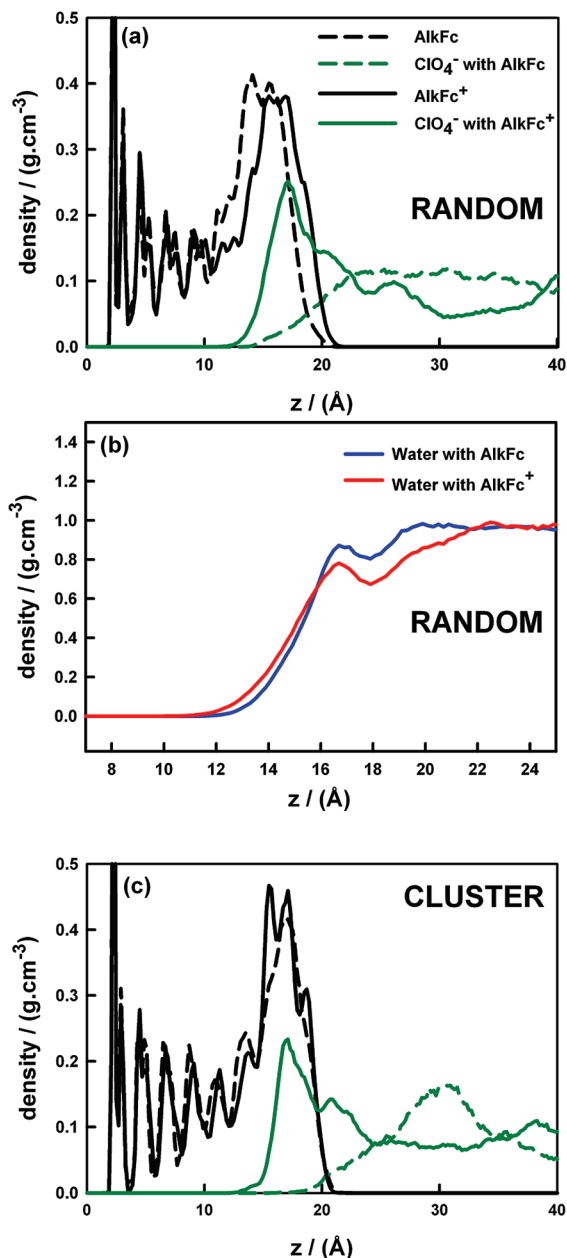 (a)
AlkFc
ClO₄⁻ with AlkFc
AlkFc⁺
ClO₄⁻ with AlkFc⁺
RANDOM
density / (g.cm⁻³)
0.5
0.4
0.3
0.2
0.1
0.0
0 10 20 30 40
z / (Å)
(b)
Water with AlkFc
Water with AlkFc⁺
RANDOM
density / (g.cm⁻³)
1.4
1.2
1.0
0.8
0.6
0.4
0.2
0.0
8 10 12 14 16 18 20 22 24
z / (Å)
(c)
CLUSTER
density / (g.cm⁻³)
0.5
0.4
0.3
0.2
0.1
0.0
0 10 20 30 40
z / (Å)